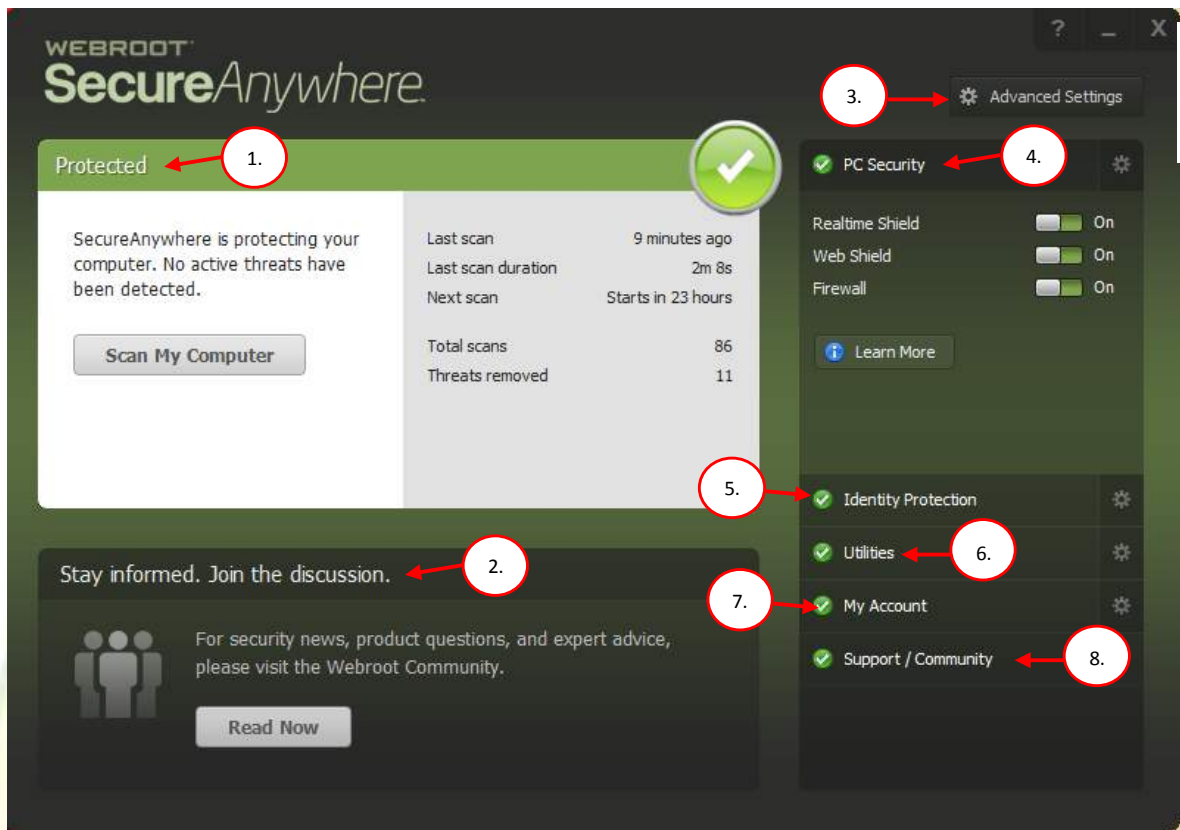 ? _ X
WEBROOT
SecureAnywhere.
3.
Advanced Settings
Protected
1.
SecureAnywhere is protecting your
computer. No active threats have
been detected.
Scan My Computer
Last scan 9 minutes ago
Last scan duration 2m 8s
Next scan Starts in 23 hours
Total scans 86
Threats removed 11
PC Security
4.
Realtime Shield On
Web Shield On
Firewall On
Learn More
5.
Identity Protection
Utilities
6.
7.
My Account
Support / Community
8.
Stay informed. Join the discussion.
2.
For security news, product questions, and expert advice,
please visit the Webroot Community.
Read Now